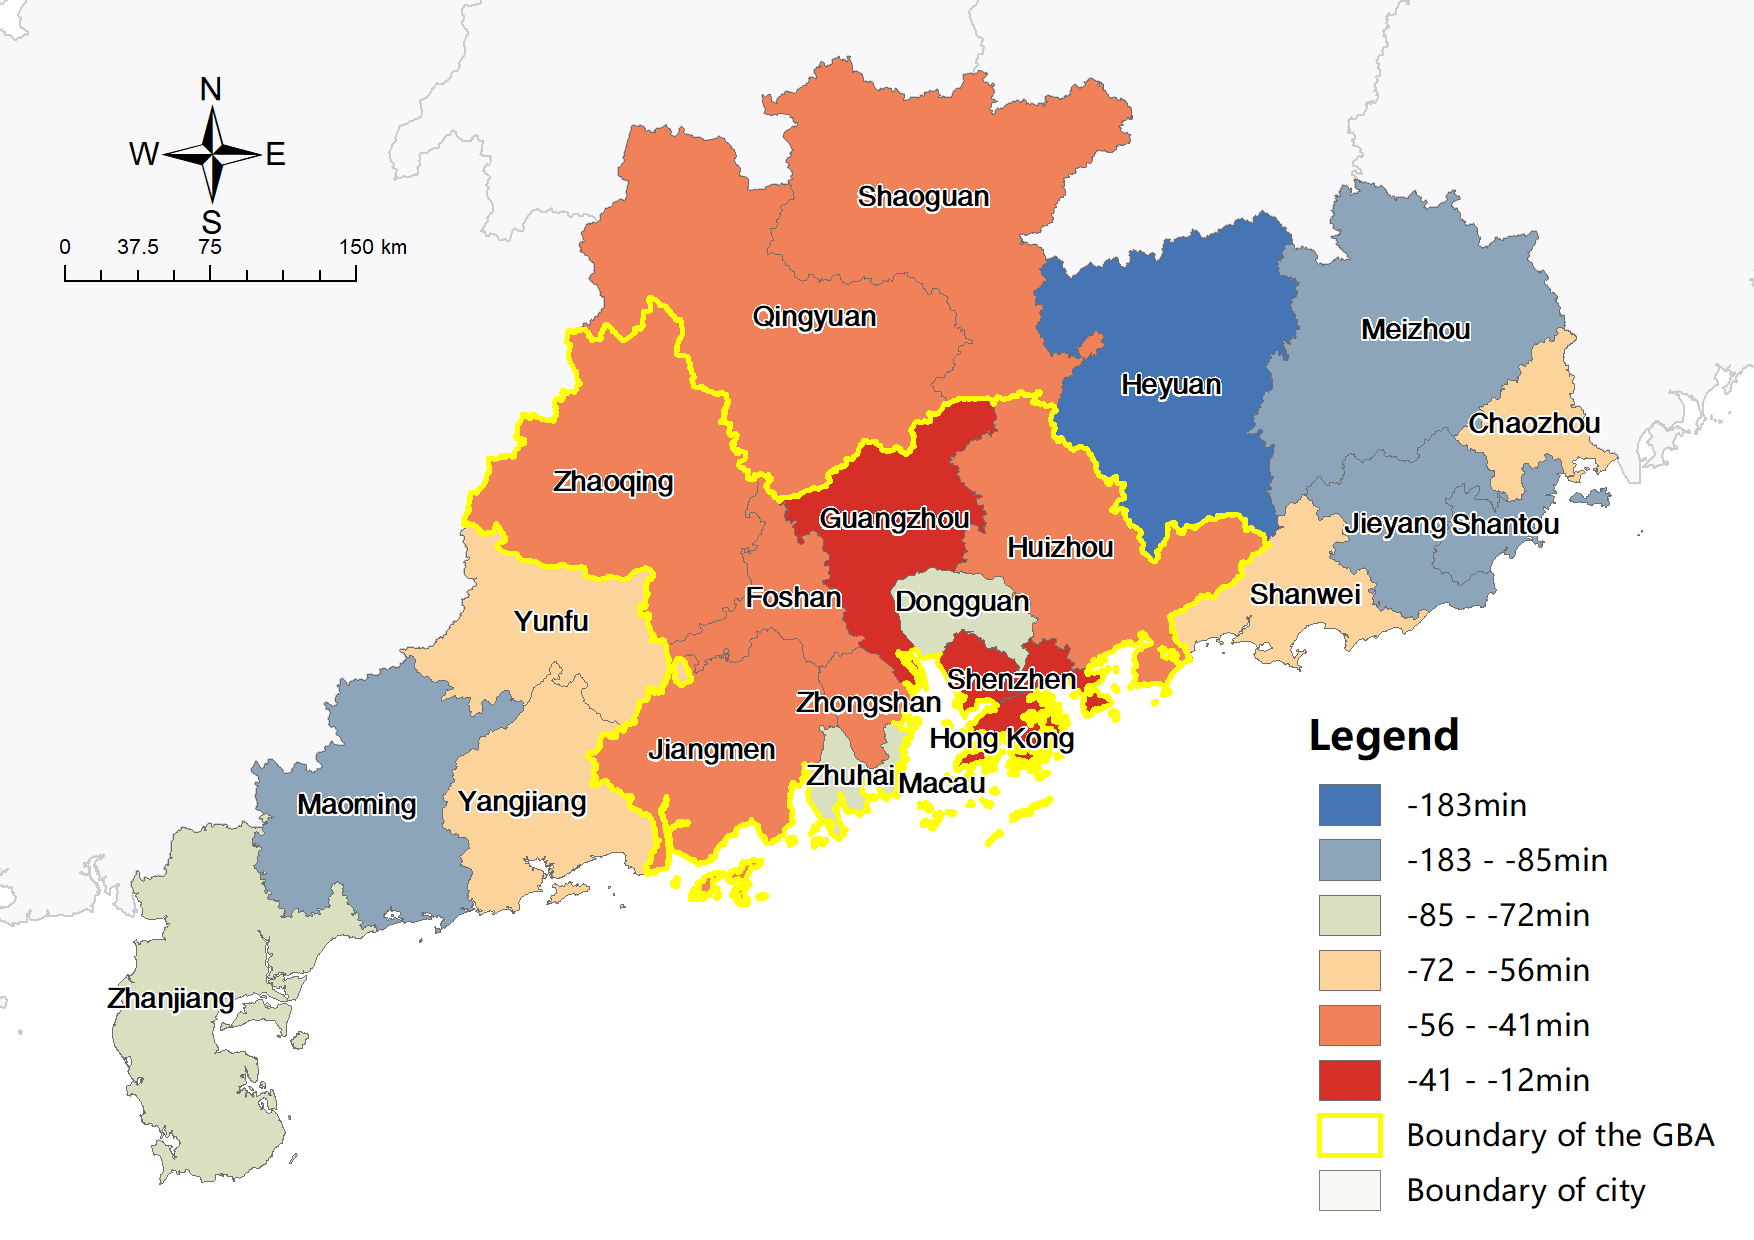 N
W E
S
0 37.5 75 150 km
Shaoguan
Qingyuan
Meizhou
Heyuan
Chaozhou
Zhaoqing
Guangzhou
Jieyang Shantou
Huizhou
Foshan
Dongguan
Shanwei
Yunfu
Shenzhen
Zhongshan
Hong Kong
Jiangmen
Zhuhai
Macau
Maoming
Yangjiang
Zhanjiang
Legend
-183min
-183 - -85min
-85 - -72min
-72 - -56min
-56 - -41min
-41 - -12min
Boundary of the GBA
Boundary of city